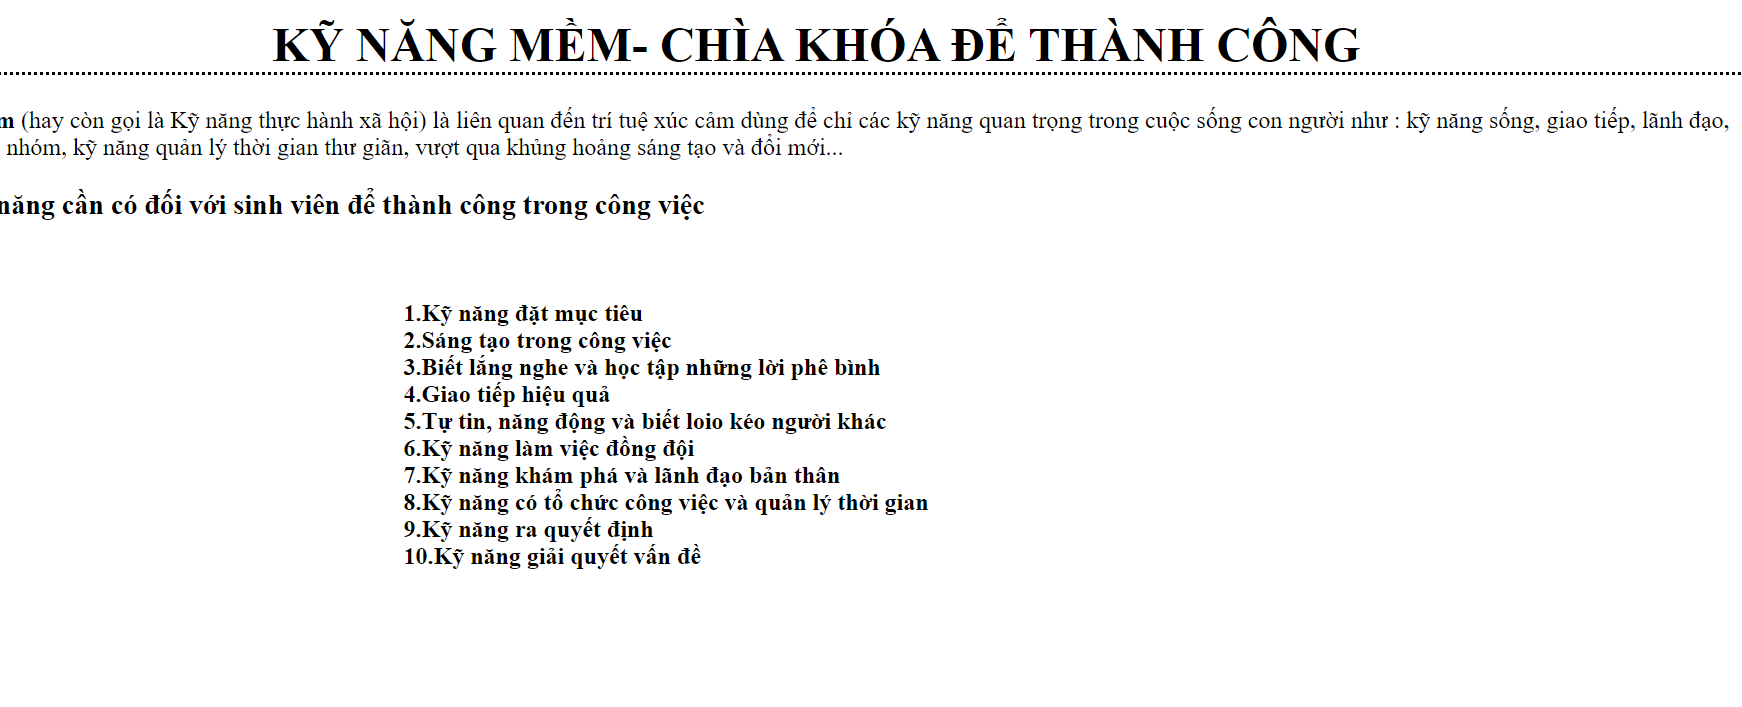 KỸ NĂNG MỀM- CHÌA KHÓA ĐỂ THÀNH CÔNG
m (hay còn gọi là Kỹ năng thực hành xã hội) là liên quan đến trí tuệ xúc cảm dùng để chỉ các kỹ năng quan trọng trong cuộc sống con người như : kỹ năng sống, giao tiếp, lãnh đạo,
nhóm, kỹ năng quản lý thời gian thư giãn, vượt qua khủng hoảng sáng tạo và đổi mới...
năng cần có đối với sinh viên để thành công trong công việc
1.Kỹ năng đặt mục tiêu
2.Sáng tạo trong công việc
3.Biết lắng nghe và học tập những lời phê bình
4.Giao tiếp hiệu quả
5.Tự tin, năng động và biết loio kéo người khác
6.Kỹ năng làm việc đồng đội
7.Kỹ năng khám phá và lãnh đạo bản thân
8.Kỹ năng có tổ chức công việc và quản lý thời gian
9.Kỹ năng ra quyết định
10.Kỹ năng giải quyết vấn đề